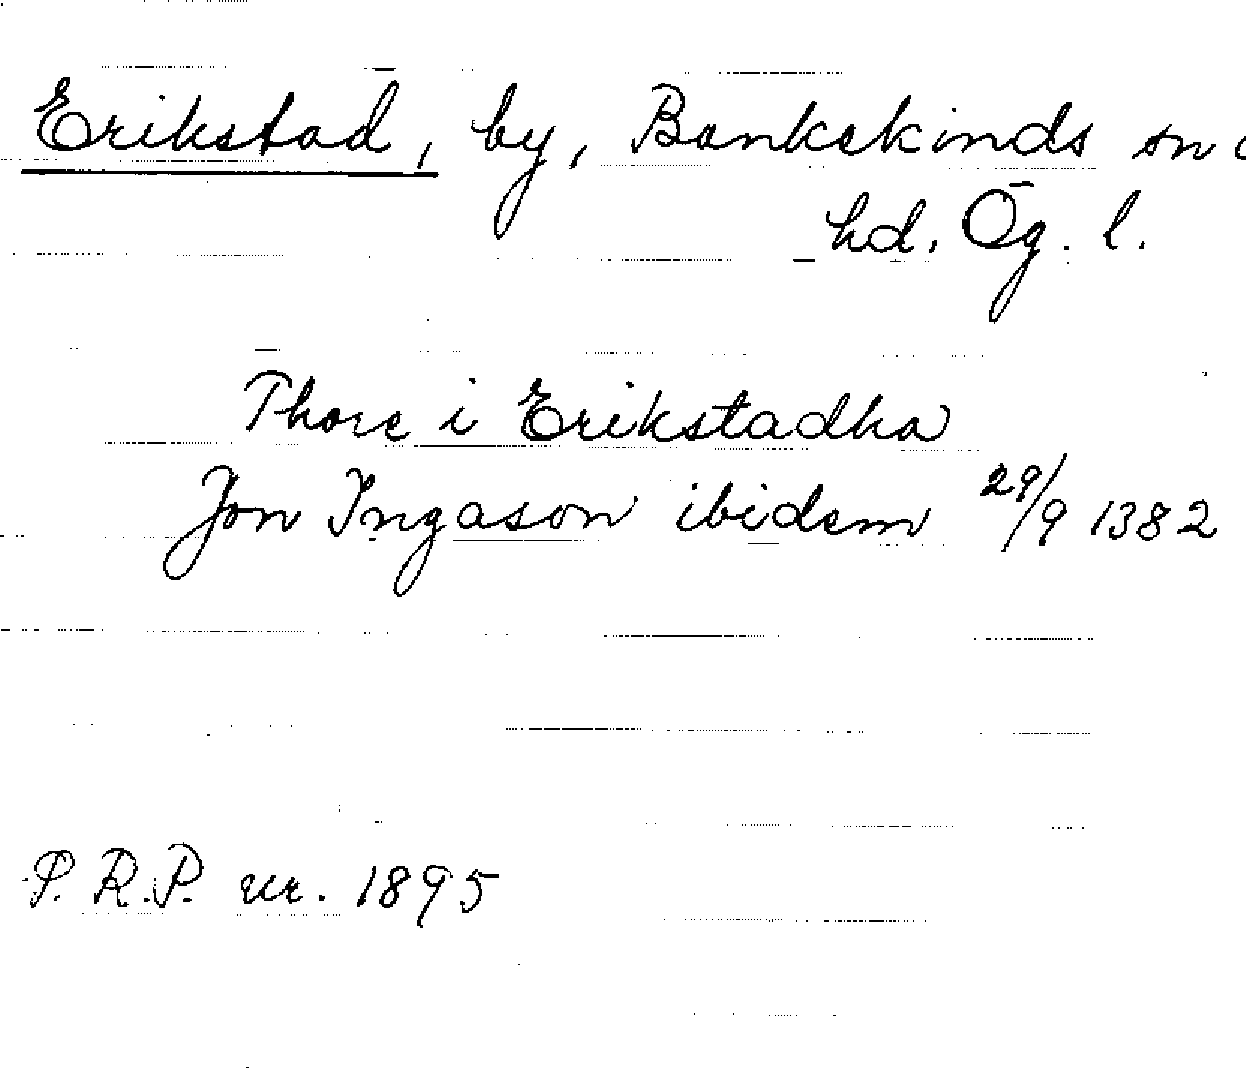 Erikstad, by, Bankekinds sn
hd. Ög. l.
Thore i Erikstadha
Jon Ingason ibidem 29/9 1382
S. R.P. nr. 1895